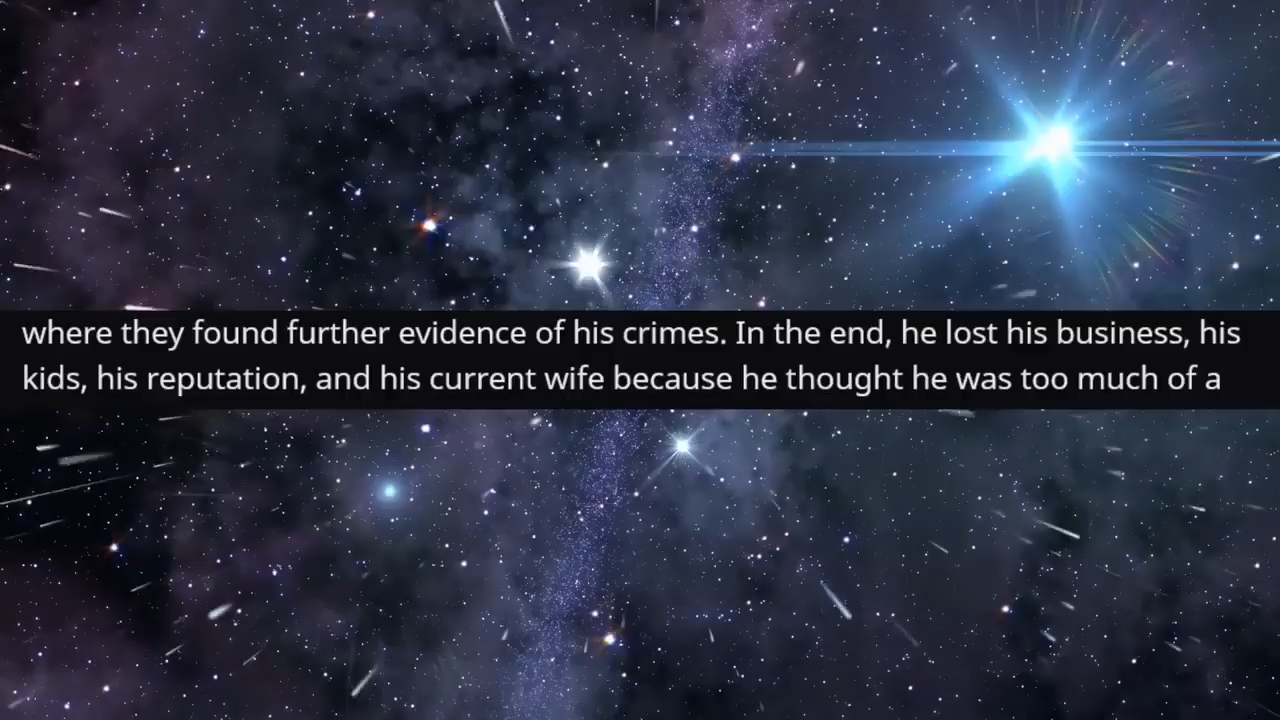 where they found further evidence of his crimes. In the end, he lost his business, his
kids, his reputation, and his current wife because he thought he was too much of a